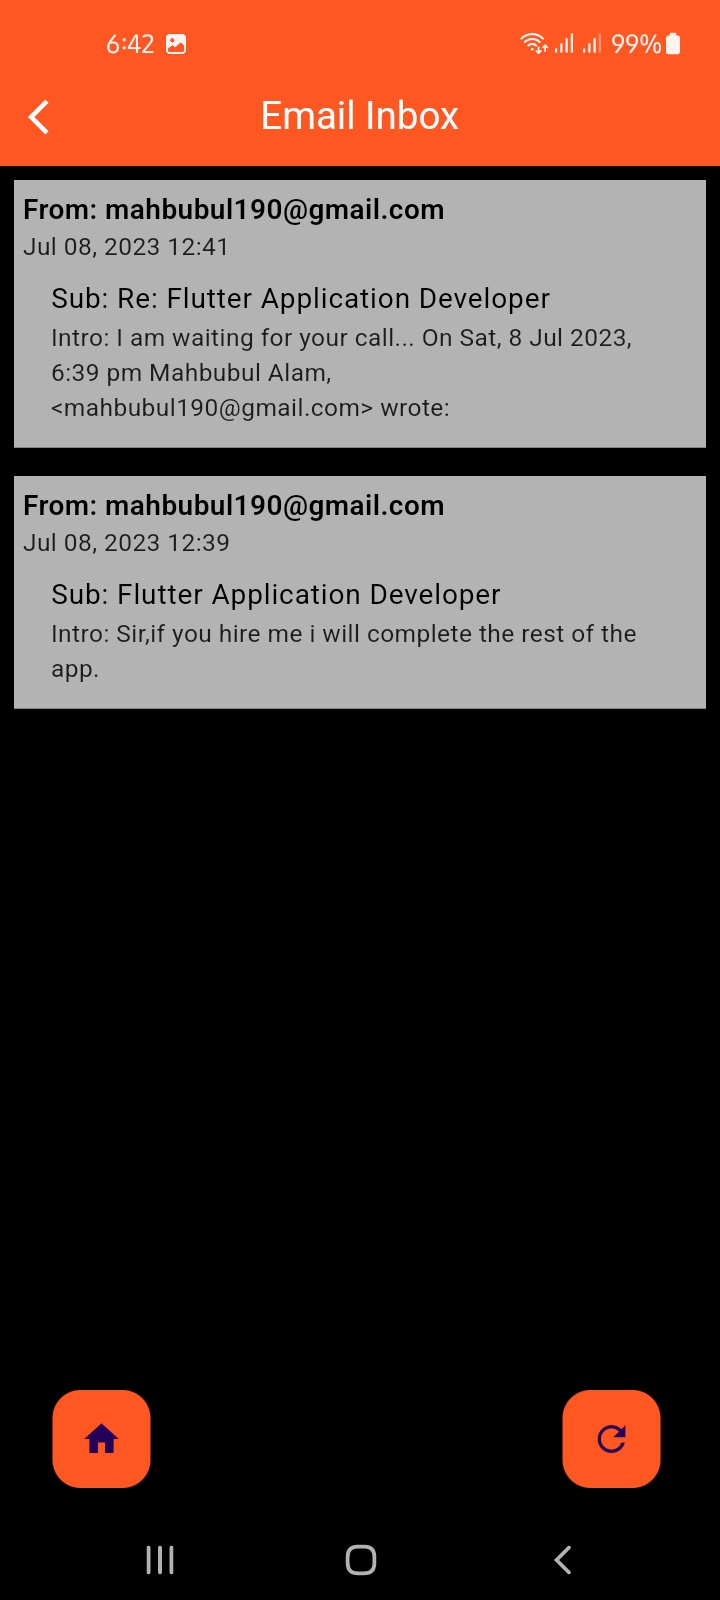 6:42
99%
Email Inbox
From: mahbubul190@gmail.com
Jul 08, 2023 12:41
Sub: Re: Flutter Application Developer
Intro: I am waiting for your call... On Sat, 8 Jul 2023,
6:39 pm Mahbubul Alam,
<mahbubul190@gmail.com> wrote:
From: mahbubul190@gmail.com
Jul 08, 2023 12:39
Sub: Flutter Application Developer
Intro: Sir,if you hire me i will complete the rest of the
app.